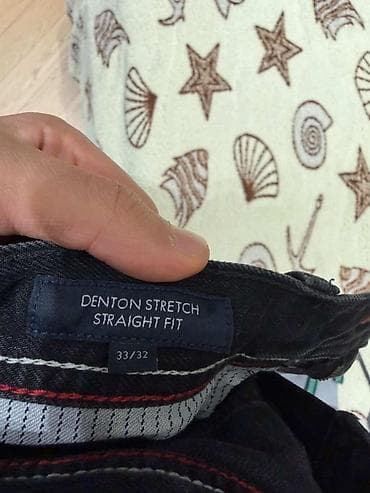 DENTON STRETCH
STRAIGHT FIT
33/32